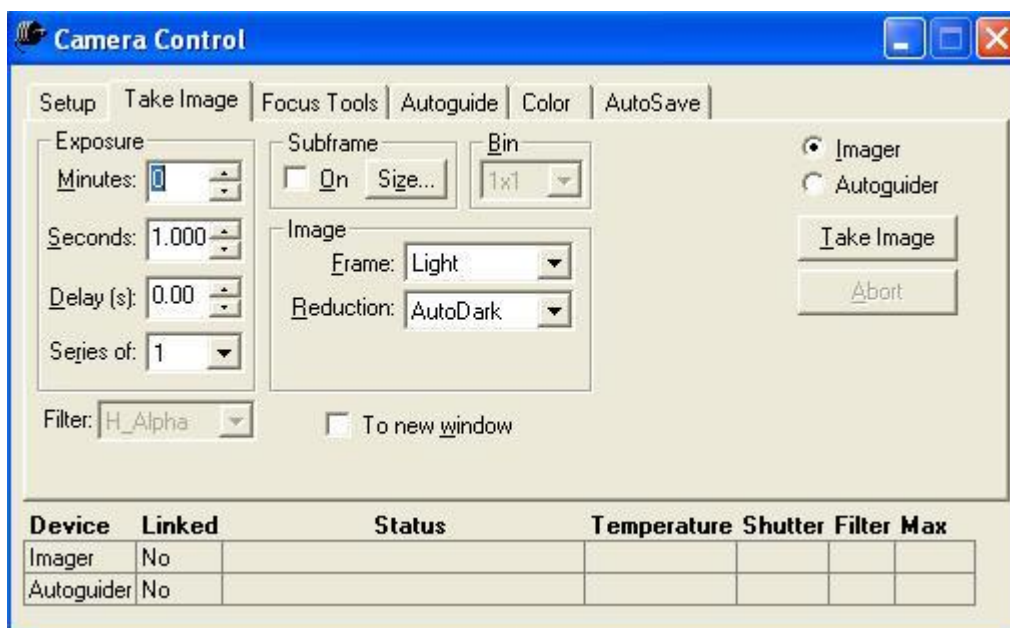 Camera Control
Setup Take Image Focus Tools Autoguide Color AutoSave
Exposure
Minutes: 0
Seconds: 1.000
Delay (s): 0.00
Series of: 1
Filter: H_Alpha
Subframe
On Size...
Bin
1x1
Image
Frame: Light
Reduction: AutoDark
To new window
Imager
Autoguider
Take Image
Abort
Device Linked Status Temperature Shutter Filter Max
Imager No
Autoguider No